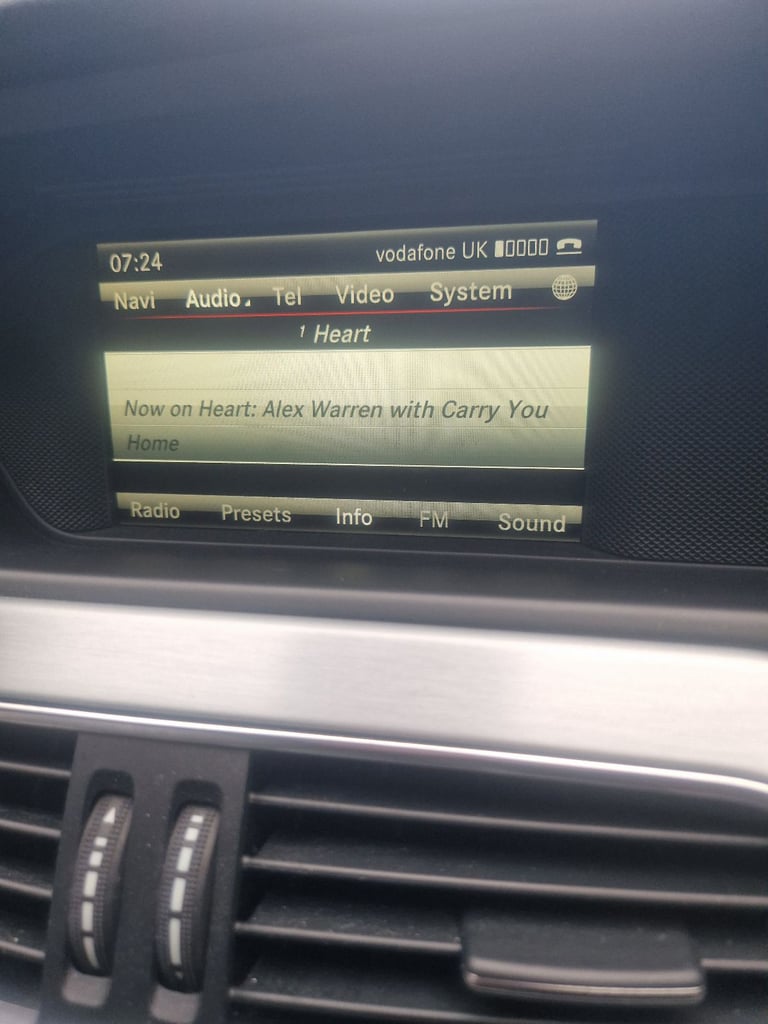 07:24 vodafone UK
Navi Audio Tel Video System
1 Heart
Now on Heart: Alex Warren with Carry You
Home
Radio Presets Info FM Sound